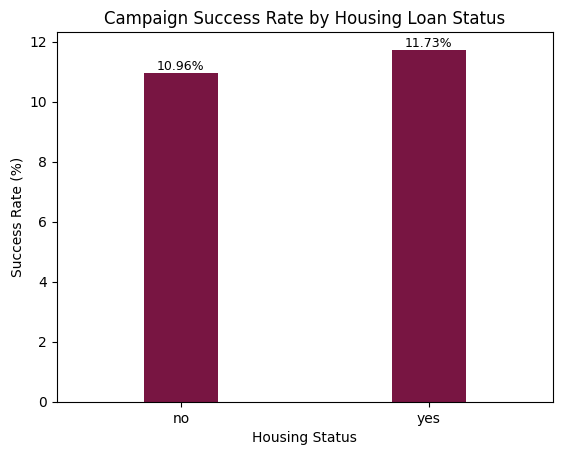 Campaign Success Rate by Housing Loan Status
12
10
8
6
4
2
0
Success Rate (%)
10.96%
11.73%
no
yes
Housing Status